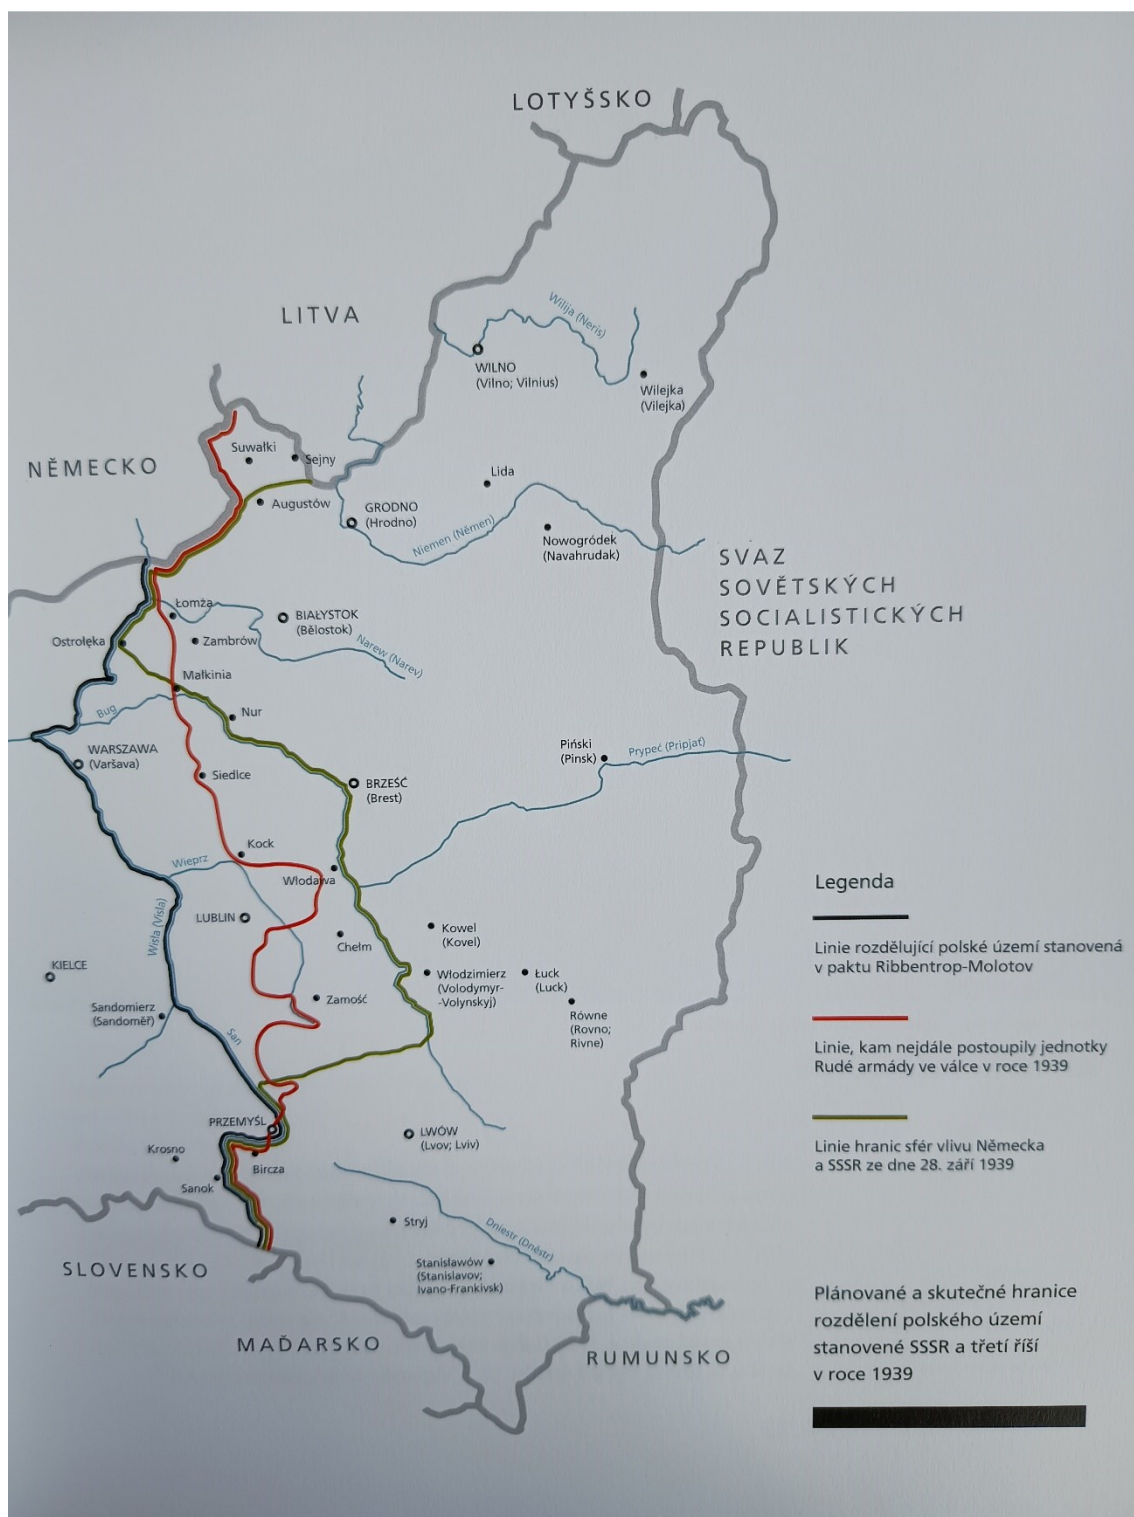 LOTYŠSKO
LITVA
Wilija (Neris)
WILNO
(Vilno; Vilnius)
Wilejka
(Vilejka)
NĚMECKO
Suwałki
Sejny
Augustów
Lida
GRODNO
(Hrodno)
Niemen (Němen)
Nowogródek
(Navahrudak)
SVAZ
SOVĚTSKÝCH
SOCIALISTICKÝCH
REPUBLIK
Łomża
BIAŁYSTOK
(Bělostok)
Ostrołęka
Zambrów
Narew (Narev)
Małkinia
Bug
Nur
WARSZAWA
(Varšava)
Siedlce
BRZEŚĆ
(Brest)
Piński
(Pinsk)
Prypeć (Pripjať)
Kock
Wieprz
Włodawa
Wisła (Visla)
LUBLIN
Chełm
Kowel
(Kovel)
KIELCE
Włodzimierz
(Volodymyr-
-Volynskyj)
Łuck
(Luck)
Równe
(Rovno;
Rivne)
Sandomierz
(Sandoměř)
Zamość
San
PRZEMYŚL
LWÓW
(Lvov; Lviv)
Krosno
Bircza
Sanok
Stryj
Dniestr (Dněstr)
Stanisławów
(Stanislavov;
Ivano-Frankivsk)
SLOVENSKO
MAĎARSKO
RUMUNSKO
Legenda
Linie rozdělující polské území stanovená
v paktu Ribbentrop-Molotov
Linie, kam nejdále postoupily jednotky
Rudé armády ve válce v roce 1939
Linie hranic sfér vlivu Německa
a SSSR ze dne 28. září 1939
Plánované a skutečné hranice
rozdělení polského území
stanovené SSSR a třetí říší
v roce 1939